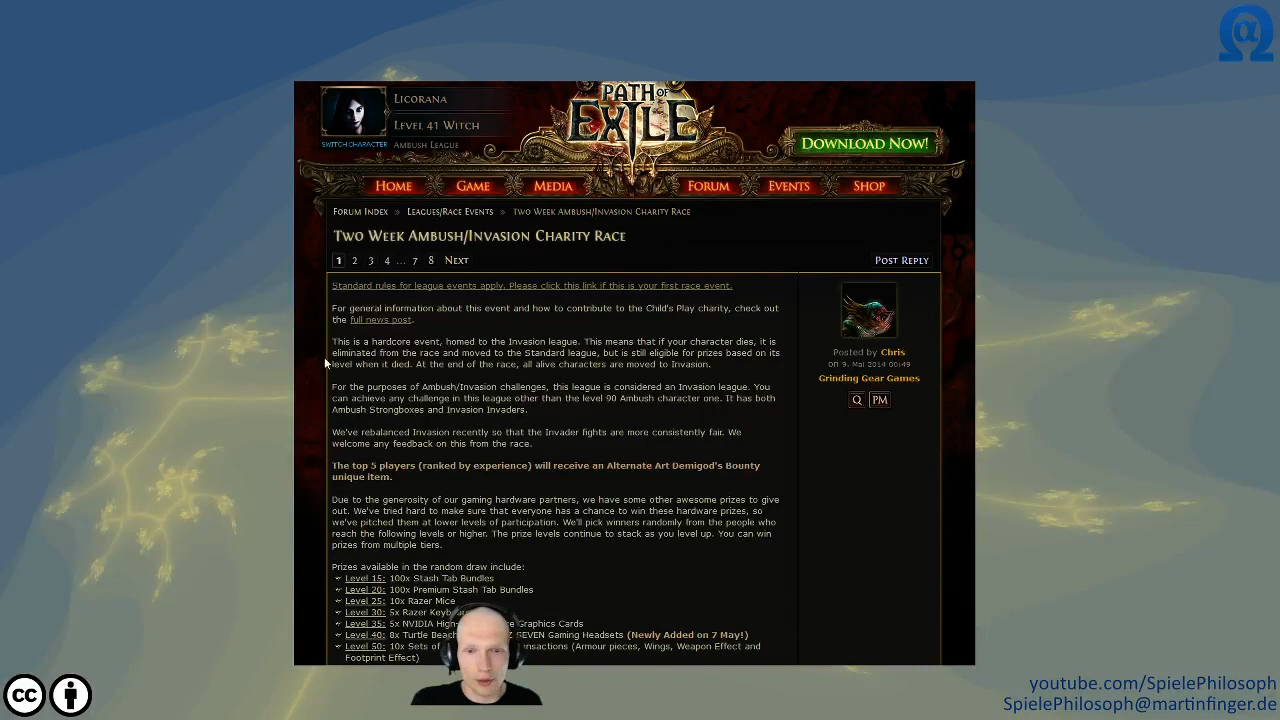 α
Ω
PATH OF
EXILE
LICORANA
LEVEL 41 WITCH
SWITCH CHARACTER
AMBUSH LEAGUE
DOWNLOAD NOW!
HOME
GAME
MEDIA
FORUM
EVENTS
SHOP
FORUM INDEX » LEAGUES/RACE EVENTS » TWO WEEK AMBUSH/INVASION CHARITY RACE
TWO WEEK AMBUSH/INVASION CHARITY RACE
1 2 3 4 … 7 8 NEXT
POST REPLY
Standard rules for league events apply. Please click this link if this is your first race event.
For general information about this event and how to contribute to the Child's Play charity, check out
the full news post.
This is a hardcore event, homed to the Invasion league. This means that if your character dies, it is
eliminated from the race and moved to the Standard league, but is still eligible for prizes based on its
level when it died. At the end of the race, all alive characters are moved to Invasion.
For the purposes of Ambush/Invasion challenges, this league is considered an Invasion league. You
can achieve any challenge in this league other than the level 90 Ambush character one. It has both
Ambush Strongboxes and Invasion Invaders.
We've rebalanced Invasion recently so that the Invader fights are more consistently fair. We
welcome any feedback on this from the race.
The top 5 players (ranked by experience) will receive an Alternate Art Demigod's Bounty
unique item.
Due to the generosity of our gaming hardware partners, we have some other awesome prizes to give
out. We've tried hard to make sure that everyone has a chance to win these hardware prizes, so
we've pitched them at lower levels of participation. We'll pick winners randomly from the people who
reach the following levels or higher. The prize levels continue to stack as you level up. You can win
prizes from multiple tiers.
Prizes available in the random draw include:
Level 15: 100x Stash Tab Bundles
Level 20: 100x Premium Stash Tab Bundles
Level 25: 10x Razer Mice
Level 30: 5x Razer
Level 35: 5x NVIDIA Graphics Cards
Level 40: 8x Turtle SEVEN Gaming Headsets (Newly Added on 7 May!)
Level 50: 10x Sets of (Armour pieces, Wings, Weapon Effect and
Footprint Effect)
Posted by Chris
on 9. Mai 2014 00:49
Grinding Gear Games
Q PM
cc
youtube.com/SpielePhilosoph
SpielePhilosoph@martinfinger.de